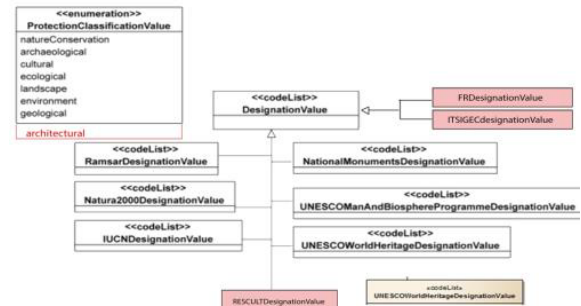 <<enumeration>>
ProtectionClassificationValue
natureConservation
archaeological
cultural
ecological
landscape
environment
geological
architectural
<<codeList>>
DesignationValue
FRDesignationValue
ITSIGECdesignationValue
<<codeList>>
RamsarDesignationValue
<<codeList>>
NationalMonumentsDesignationValue
<<codeList>>
Natura2000DesignationValue
<<codeList>>
UNESCOManAndBiosphereProgrammeDesignationValue
<<codeList>>
IUCNDesignationValue
<<codeList>>
UNESCOWorldHeritageDesignationValue
RESCULTDesignationValue
«codeList»
UNESCOWorldHeritageDesignationValue